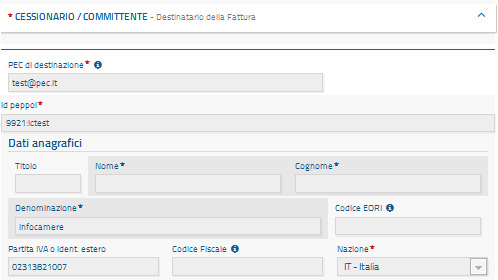 * CESSIONARIO / COMMITTENTE - Destinatario della Fattura
PEC di destinazione*
test@pec.it
Id peppol*
9921:ictest
Dati anagrafici
Titolo Nome* Cognome*
Denominazione* Codice EORI
Infocamere
Partita IVA o Ident. estero Codice Fiscale Nazione*
02313821007 IT - Italia